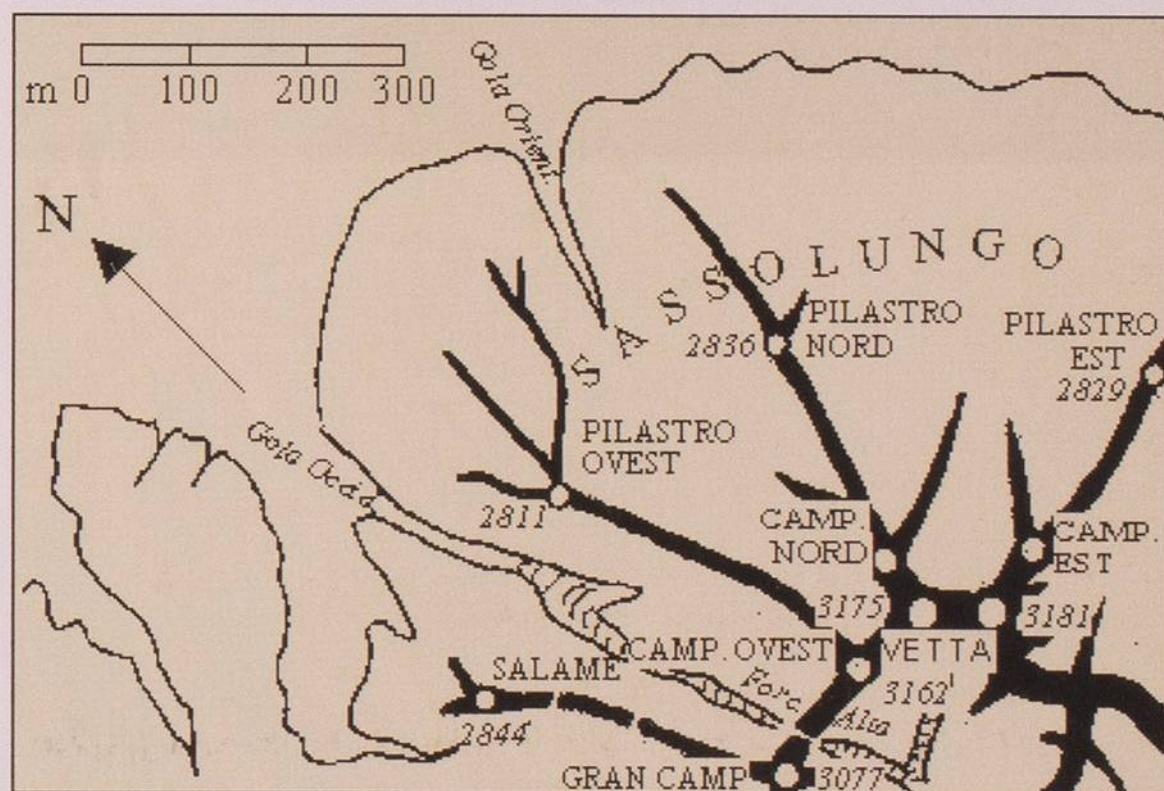 m 0 100 200 300
Gola Orient.
N
SASSOLUNGO
PILASTRO
NORD
2836
PILASTRO
EST
2829
Gola Occ.
PILASTRO
OVEST
2811
CAMP.
NORD
CAMP.
EST
3175
3181
CAMP. OVEST
VETTA
3162
SALAME
2844
Forc. Alta
GRAN CAMP
3077